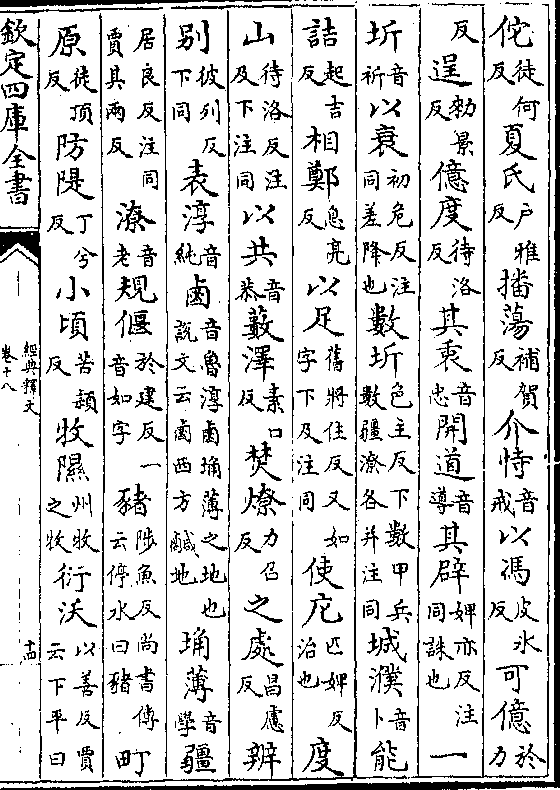 佗徒何反夏氏户雅反播蕩補賀反介恃音戒以馮皮冰反可億於力
反逞勑景反億度待洛反其衷音忠開道音導其辟婢亦反注同誅也一
圻音祈以衰初危反注同差降也數圻色主反下數甲兵數疆潦各并注同城濮音卜能
詰起吉反相鄭息亮反以足舊將住反又如字下及注同使庀匹婢反治也度
山待洛反注及下注同以共音恭藪澤素口反焚燎力召反之處昌慮反辨
别彼列反下同表淳音純鹵音魯淳鹵埆薄之地也說文云鹵西方鹹地埆薄音學疆
居良反注同賈其兩反潦音老規偃於建反一音如字豬陟魚反尚書傳云停水曰豬町
原徒頂反防隄丁兮反小頃苦潁反牧隰州牧之牧衍沃以善反賈云下平曰
欽定四庫全書
經典釋文
卷十八
十四